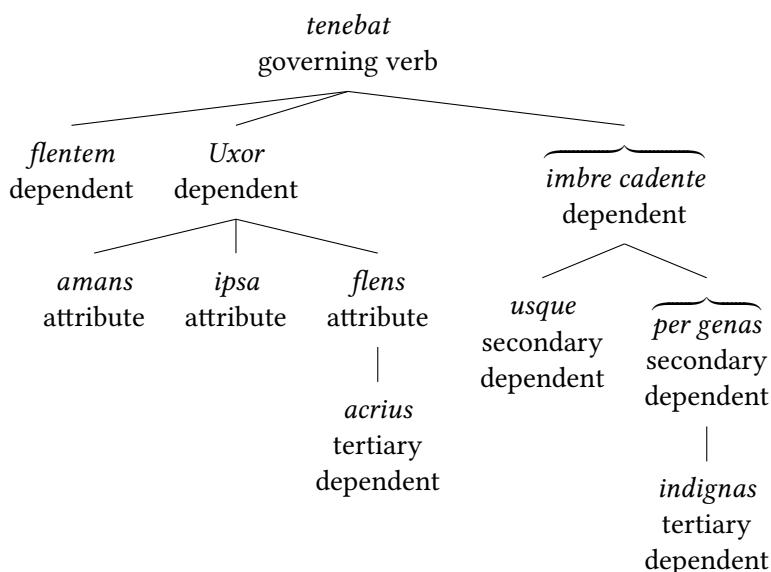 tenebat
governing verb
flentem
dependent
Uxor
dependent
imbre cadente
dependent
amans
attribute
ipsa
attribute
flens
attribute
usque
secondary
dependent
per genas
secondary
dependent
acrius
tertiary
dependent
indignas
tertiary
dependent